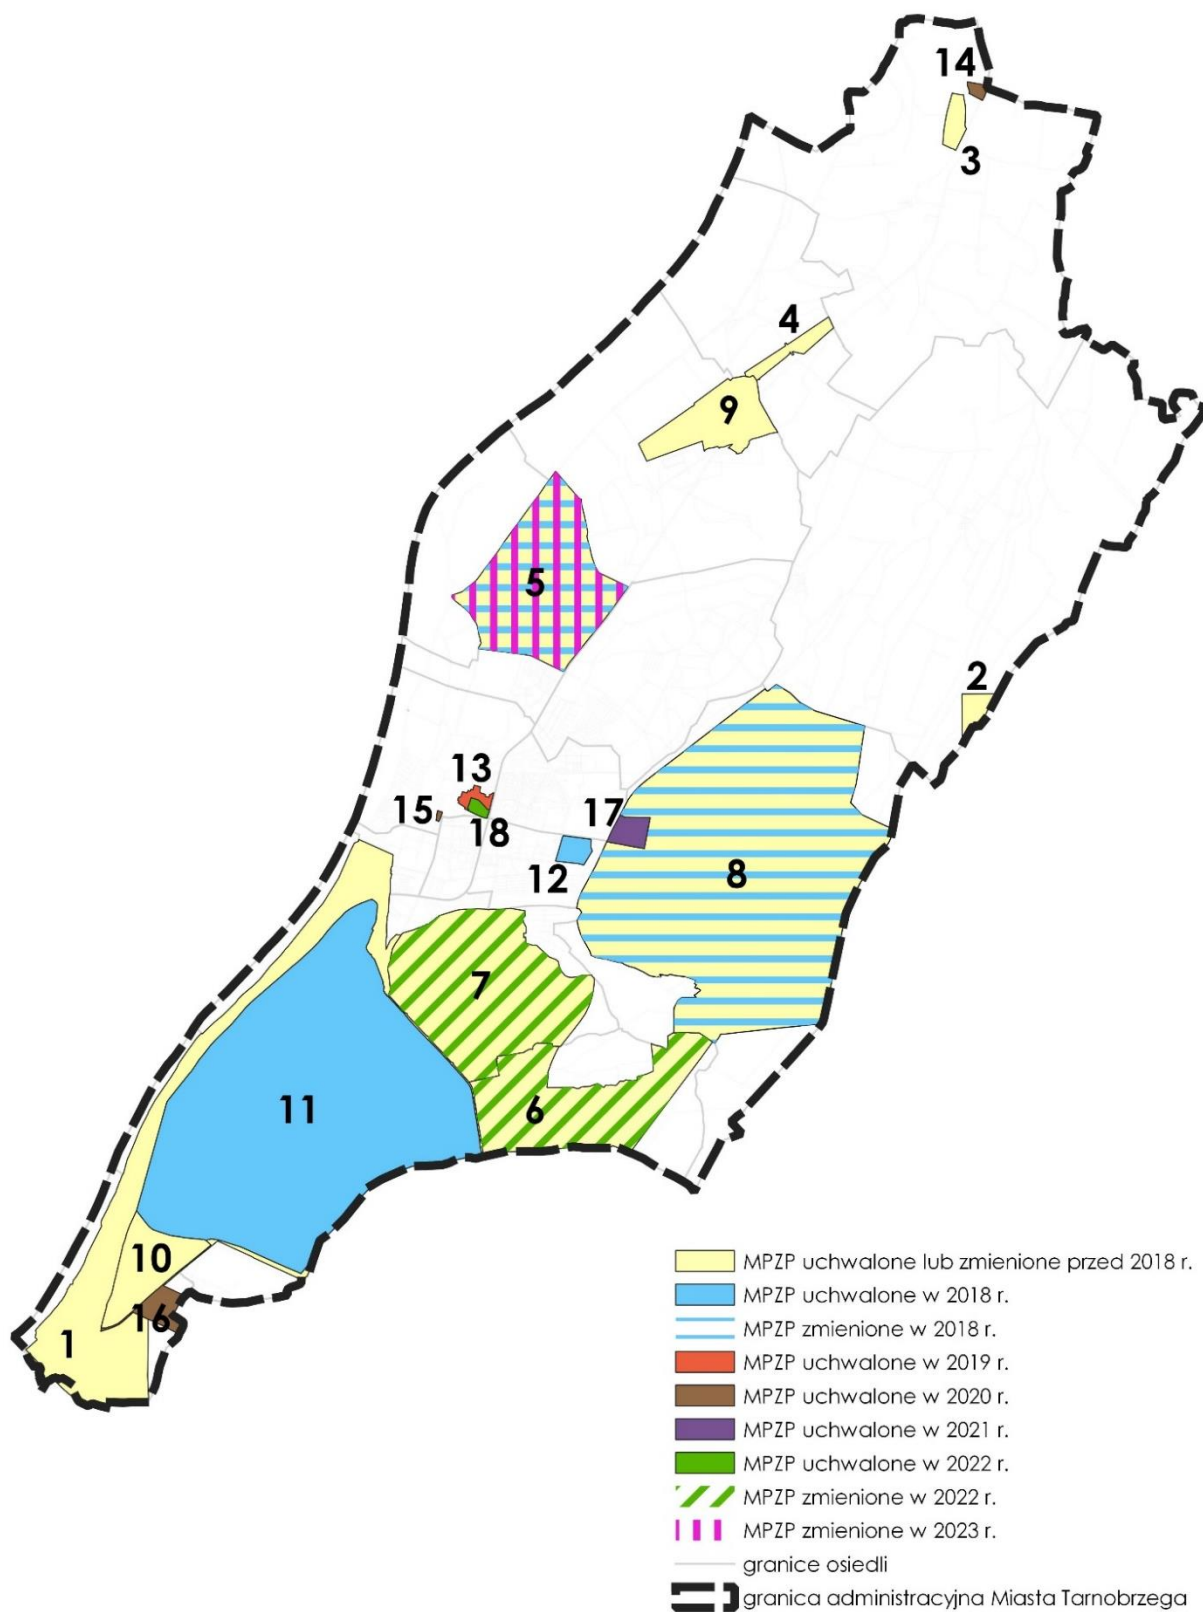 14
3
4
9
5
2
13
15
17
18
12
8
7
11
6
10
16
1
MPZP uchwalone lub zmienione przed 2018 r.
MPZP uchwalone w 2018 r.
MPZP zmienione w 2018 r.
MPZP uchwalone w 2019 r.
MPZP uchwalone w 2020 r.
MPZP uchwalone w 2021 r.
MPZP uchwalone w 2022 r.
MPZP zmienione w 2022 r.
MPZP zmienione w 2023 r.
granice osiedli
granica administracyjna Miasta Tarnobrzega